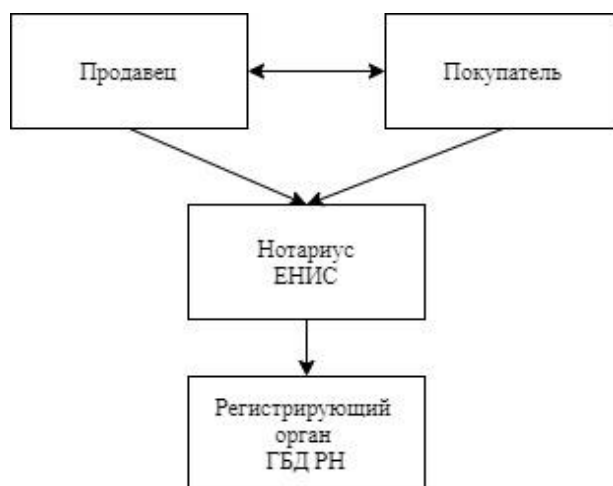 Продавец
Покупатель
Нотариус
ЕНИС
Регистрирующий
орган
ГБД РН